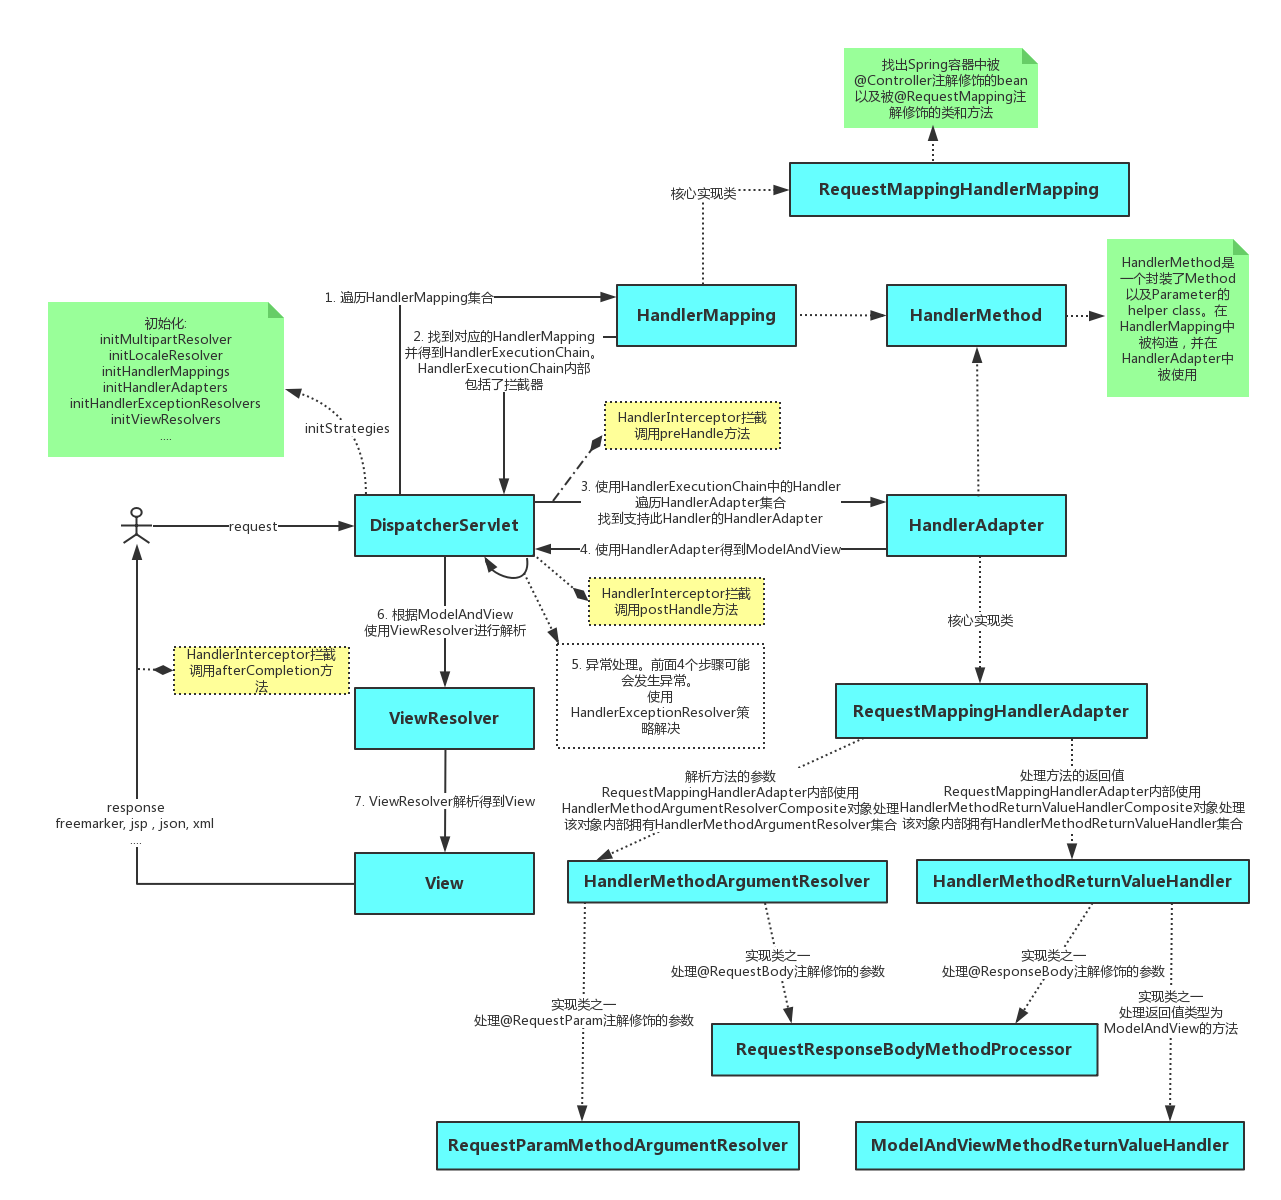 找出Spring容器中被
@Controller注解修饰的bean
以及被@RequestMapping注
解修饰的类和方法
核心实现类
RequestMappingHandlerMapping
HandlerMethod是
一个封装了Method
以及Parameter的
helper class。在
HandlerMapping中
被构造，并在
HandlerAdapter中
被使用
1. 遍历HandlerMapping集合
HandlerMapping
HandlerMethod
初始化:
initMultipartResolver
initLocaleResolver
initHandlerMappings
initHandlerAdapters
initHandlerExceptionResolvers
initViewResolvers
....
2. 找到对应的HandlerMapping
并得到HandlerExecutionChain。
HandlerExecutionChain内部
包括了拦截器
initStrategies
HandlerInterceptor拦截
调用preHandle方法
3. 使用HandlerExecutionChain中的Handler
遍历HandlerAdapter集合
找到支持此Handler的HandlerAdapter
request
DispatcherServlet
HandlerAdapter
4. 使用HandlerAdapter得到ModelAndView
HandlerInterceptor拦截
调用postHandle方法
6. 根据ModelAndView
使用ViewResolver进行解析
核心实现类
HandlerInterceptor拦截
调用afterCompletion方
法
5. 异常处理。前面4个步骤可能
会发生异常。
使用
HandlerExceptionResolver策
略解决
ViewResolver
RequestMappingHandlerAdapter
解析方法的参数
RequestMappingHandlerAdapter内部使用
HandlerMethodArgumentResolverComposite对象处理
该对象内部拥有HandlerMethodArgumentResolver集合
处理方法的返回值
RequestMappingHandlerAdapter内部使用
HandlerMethodReturnValueHandlerComposite对象处理
该对象内部拥有HandlerMethodReturnValueHandler集合
7. ViewResolver解析得到View
response
freemarker, jsp , json, xml
....
View
HandlerMethodArgumentResolver
HandlerMethodReturnValueHandler
实现类之一
处理@RequestBody注解修饰的参数
实现类之一
处理@ResponseBody注解修饰的参数
实现类之一
处理@RequestParam注解修饰的参数
实现类之一
处理返回值类型为
ModelAndView的方法
RequestResponseBodyMethodProcessor
RequestParamMethodArgumentResolver
ModelAndViewMethodReturnValueHandler